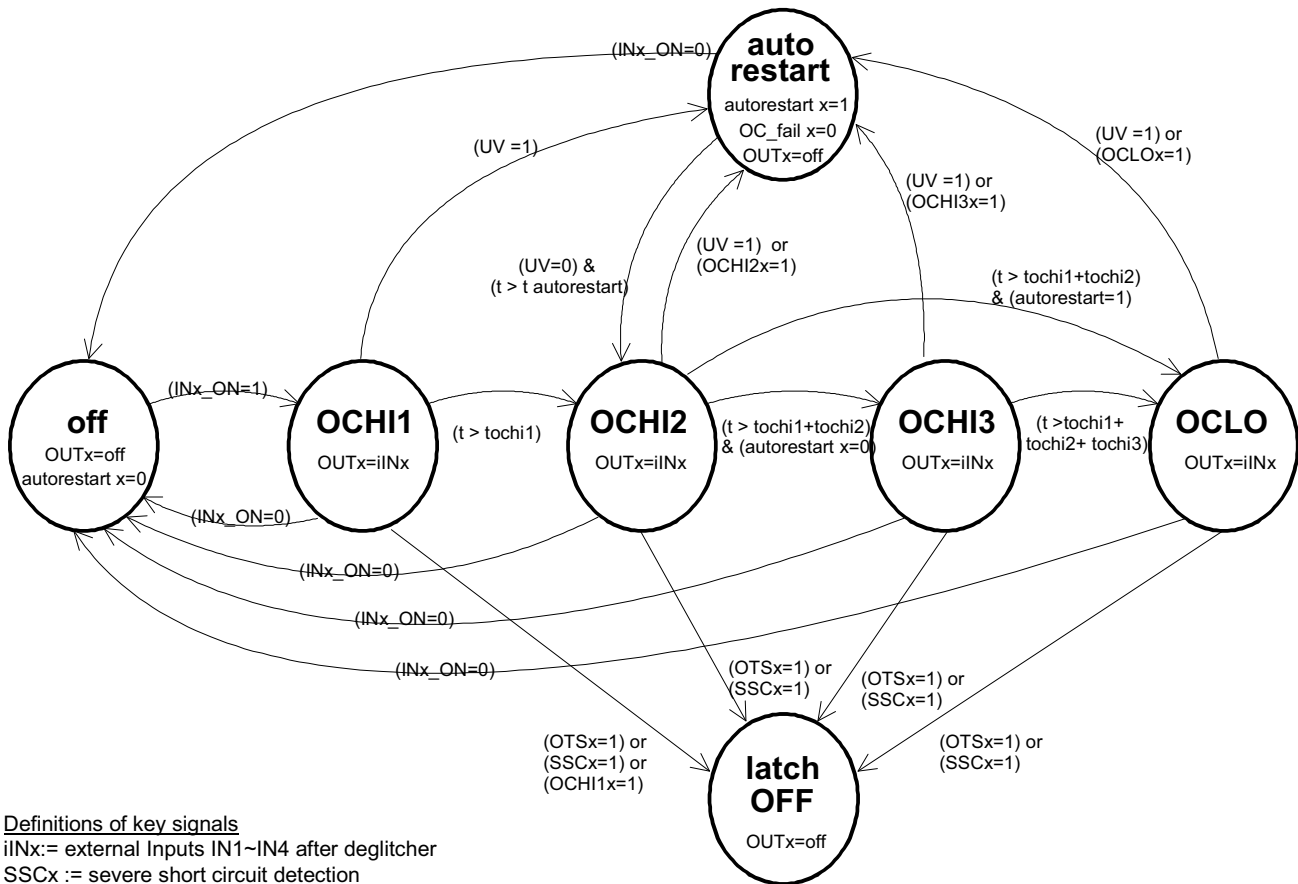 (INx_ON=0)
auto
restart
autorestart x=1
OC_fail x=0
OUTx=off
(UV =1)
(UV =1) or
(OCLOx=1)
(UV =1) or
(OCHI3x=1)
(UV =1) or
(OCHI2x=1)
(UV=0) &
(t > t autorestart)
(t > tochi1+tochi2)
& (autorestart=1)
off
OUTx=off
autorestart x=0
(INx_ON=1)
OCHI1
OUTx=iINx
(t > tochi1)
OCHI2
OUTx=iINx
(t > tochi1+tochi2)
& (autorestart x=0)
OCHI3
OUTx=iINx
(t >tochi1+
tochi2+ tochi3)
OCLO
OUTx=iINx
(INx_ON=0)
(INx_ON=0)
(INx_ON=0)
(INx_ON=0)
(OTSx=1) or
(SSCx=1) or
(OCHI1x=1)
(OTSx=1) or
(SSCx=1)
(OTSx=1) or
(SSCx=1)
(OTSx=1) or
(SSCx=1)
latch
OFF
OUTx=off
Definitions of key signals
iINx:= external Inputs IN1~IN4 after deglitcher
SSCx := severe short circuit detection